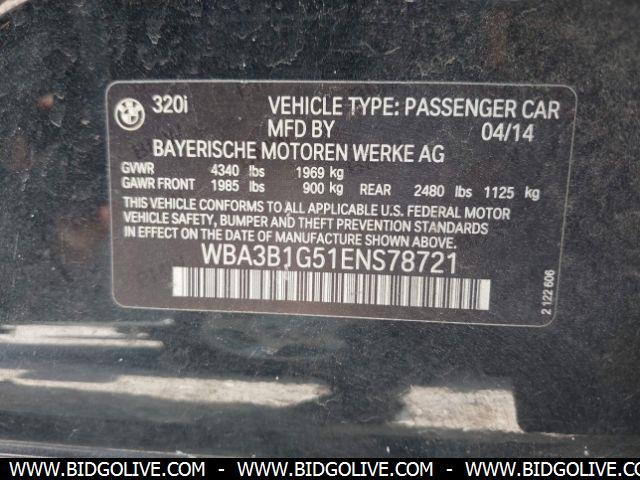 BMW
320i VEHICLE TYPE: PASSENGER CAR
MFD BY 04/14
BAYERISCHE MOTOREN WERKE AG
GVWR 4340 lbs 1969 kg
GAWR FRONT 1985 lbs 900 kg REAR 2480 lbs 1125 kg
THIS VEHICLE CONFORMS TO ALL APPLICABLE U.S. FEDERAL MOTOR
VEHICLE SAFETY, BUMPER AND THEFT PREVENTION STANDARDS
IN EFFECT ON THE DATE OF MANUFACTURE SHOWN ABOVE.
WBA3B1G51ENS78721
2 122 606
WWW.BIDGOLIVE.COM - WWW.BIDGOLIVE.COM - WWW.BIDGOLIVE.COM